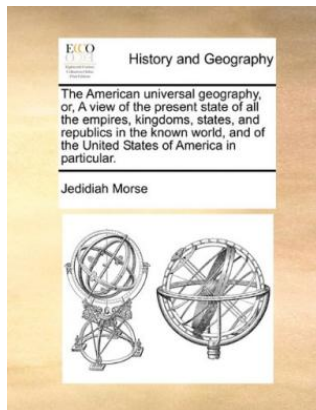 ECCO
History and Geography
The American universal geography,
or, A view of the present state of all
the empires, kingdoms, states, and
republics in the known world, and of
the United States of America in
particular.
Jedidiah Morse